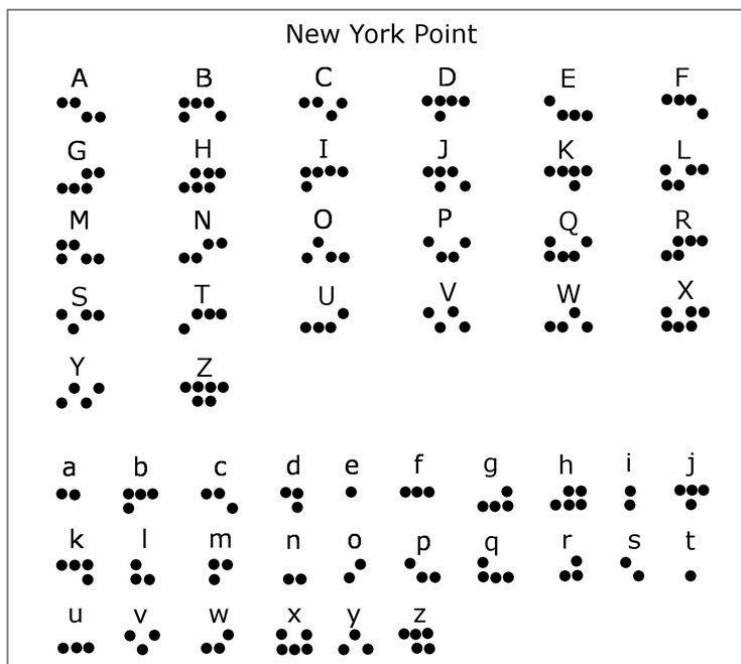 New York Point
A B C D E F
G H I J K L
M N O P Q R
S T U V W X
Y Z
a b c d e f g h i j
k l m n o p q r s t
u v w x y z